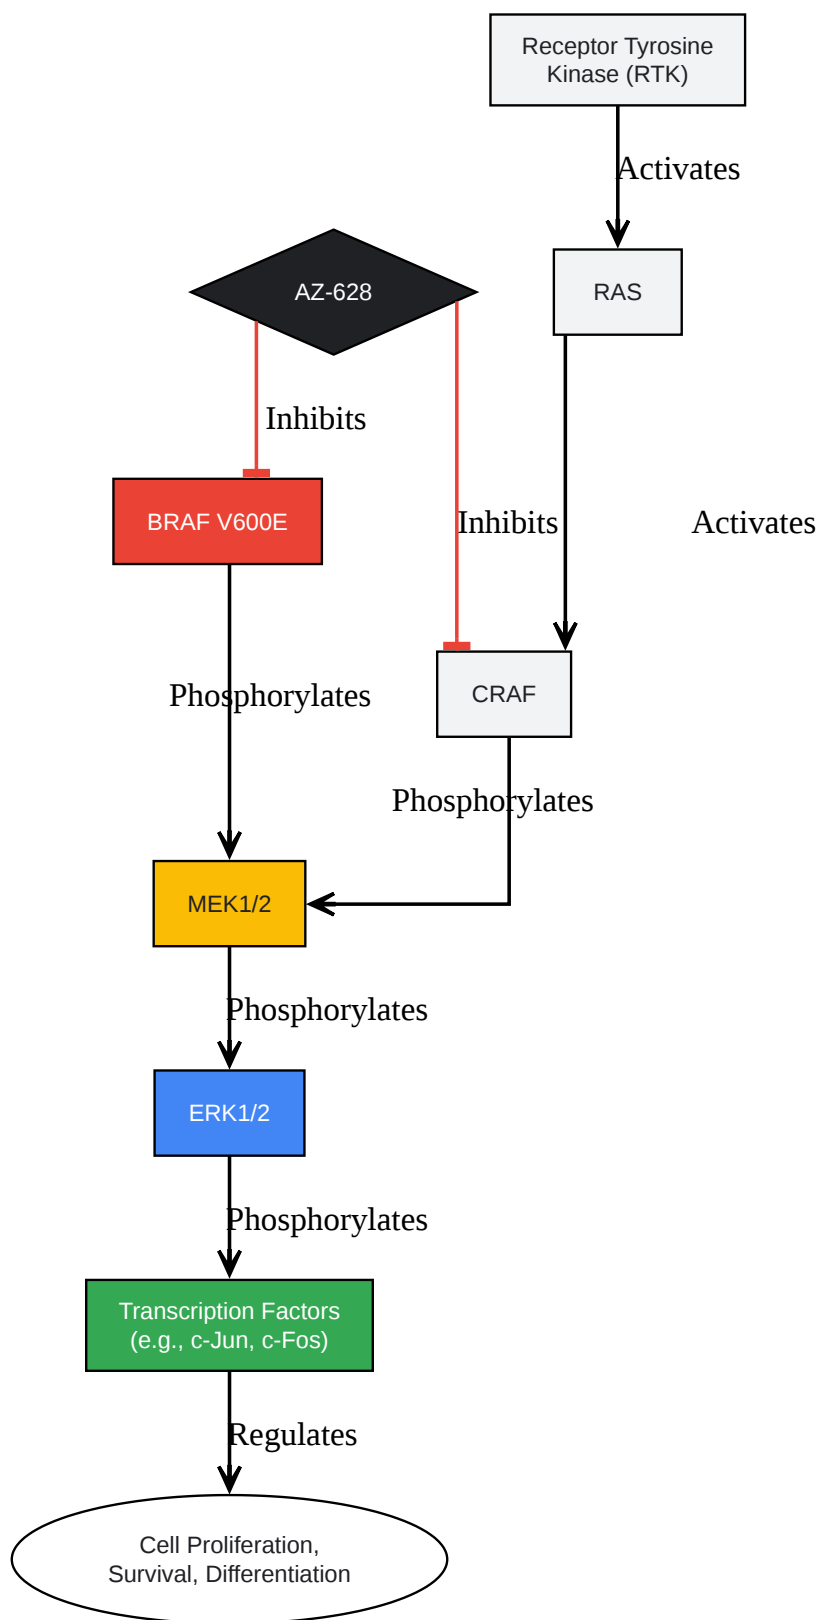 Receptor Tyrosine
Kinase (RTK)
Activates
AZ-628
RAS
Inhibits
BRAF V600E
Inhibits
Activates
Phosphorylates
CRAF
Phosphorylates
MEK1/2
Phosphorylates
ERK1/2
Phosphorylates
Transcription Factors
(e.g., c-Jun, c-Fos)
Regulates
Cell Proliferation,
Survival, Differentiation